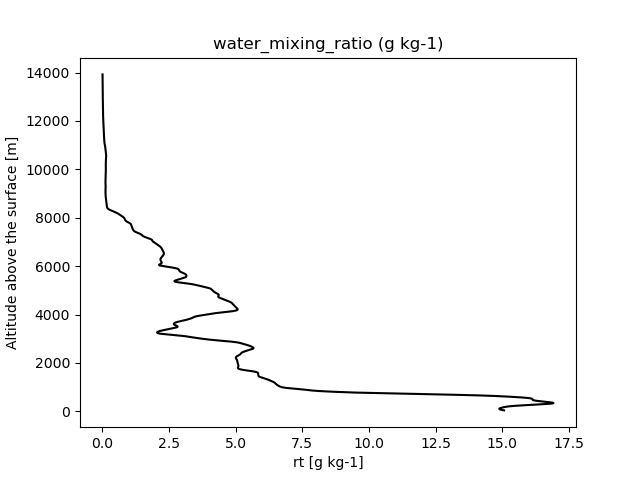 water_mixing_ratio (g kg-1)
14000
12000
10000
8000
6000
4000
2000
0
Altitude above the surface [m]
0.0 2.5 5.0 7.5 10.0 12.5 15.0 17.5
rt [g kg-1]